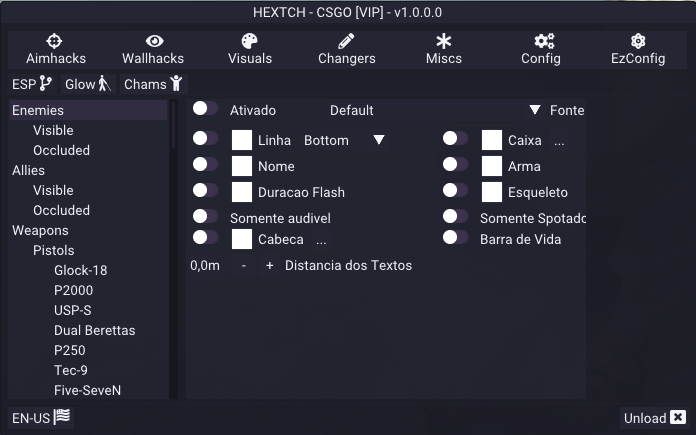 HEXTCH - CSGO [VIP] - v1.0.0.0
Aimhacks Wallhacks Visuals Changers Miscs Config EzConfig
ESP Glow Chams
Enemies
Visible
Occluded
Allies
Visible
Occluded
Weapons
Pistols
Glock-18
P2000
USP-S
Dual Berettas
P250
Tec-9
Five-SeveN
Ativado Default Fonte
Linha Bottom Caixa ...
Nome Arma
Duracao Flash Esqueleto
Somente audivel Somente Spotado
Cabeca ... Barra de Vida
0,0m - + Distancia dos Textos
EN-US Unload